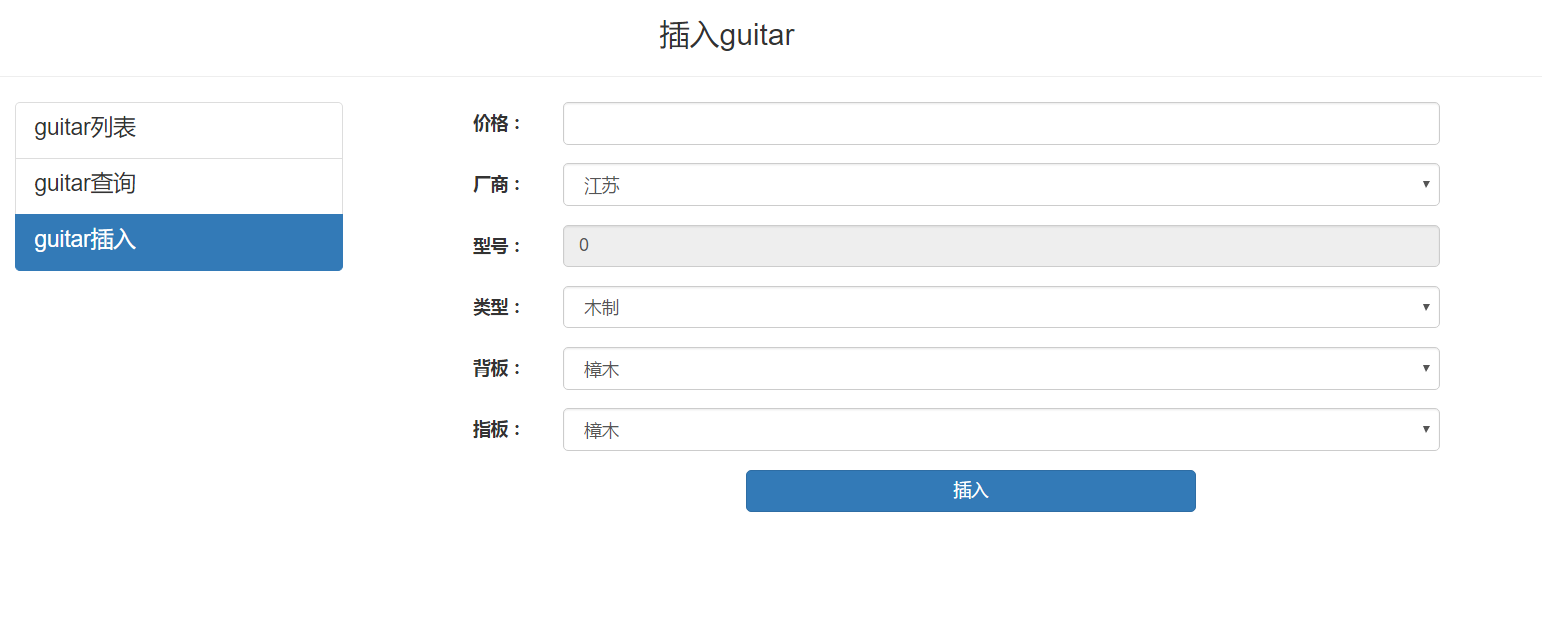 插入guitar
guitar列表
guitar查询
guitar插入
价格：
厂商： 江苏
型号： 0
类型： 木制
背板： 樟木
指板： 樟木
插入